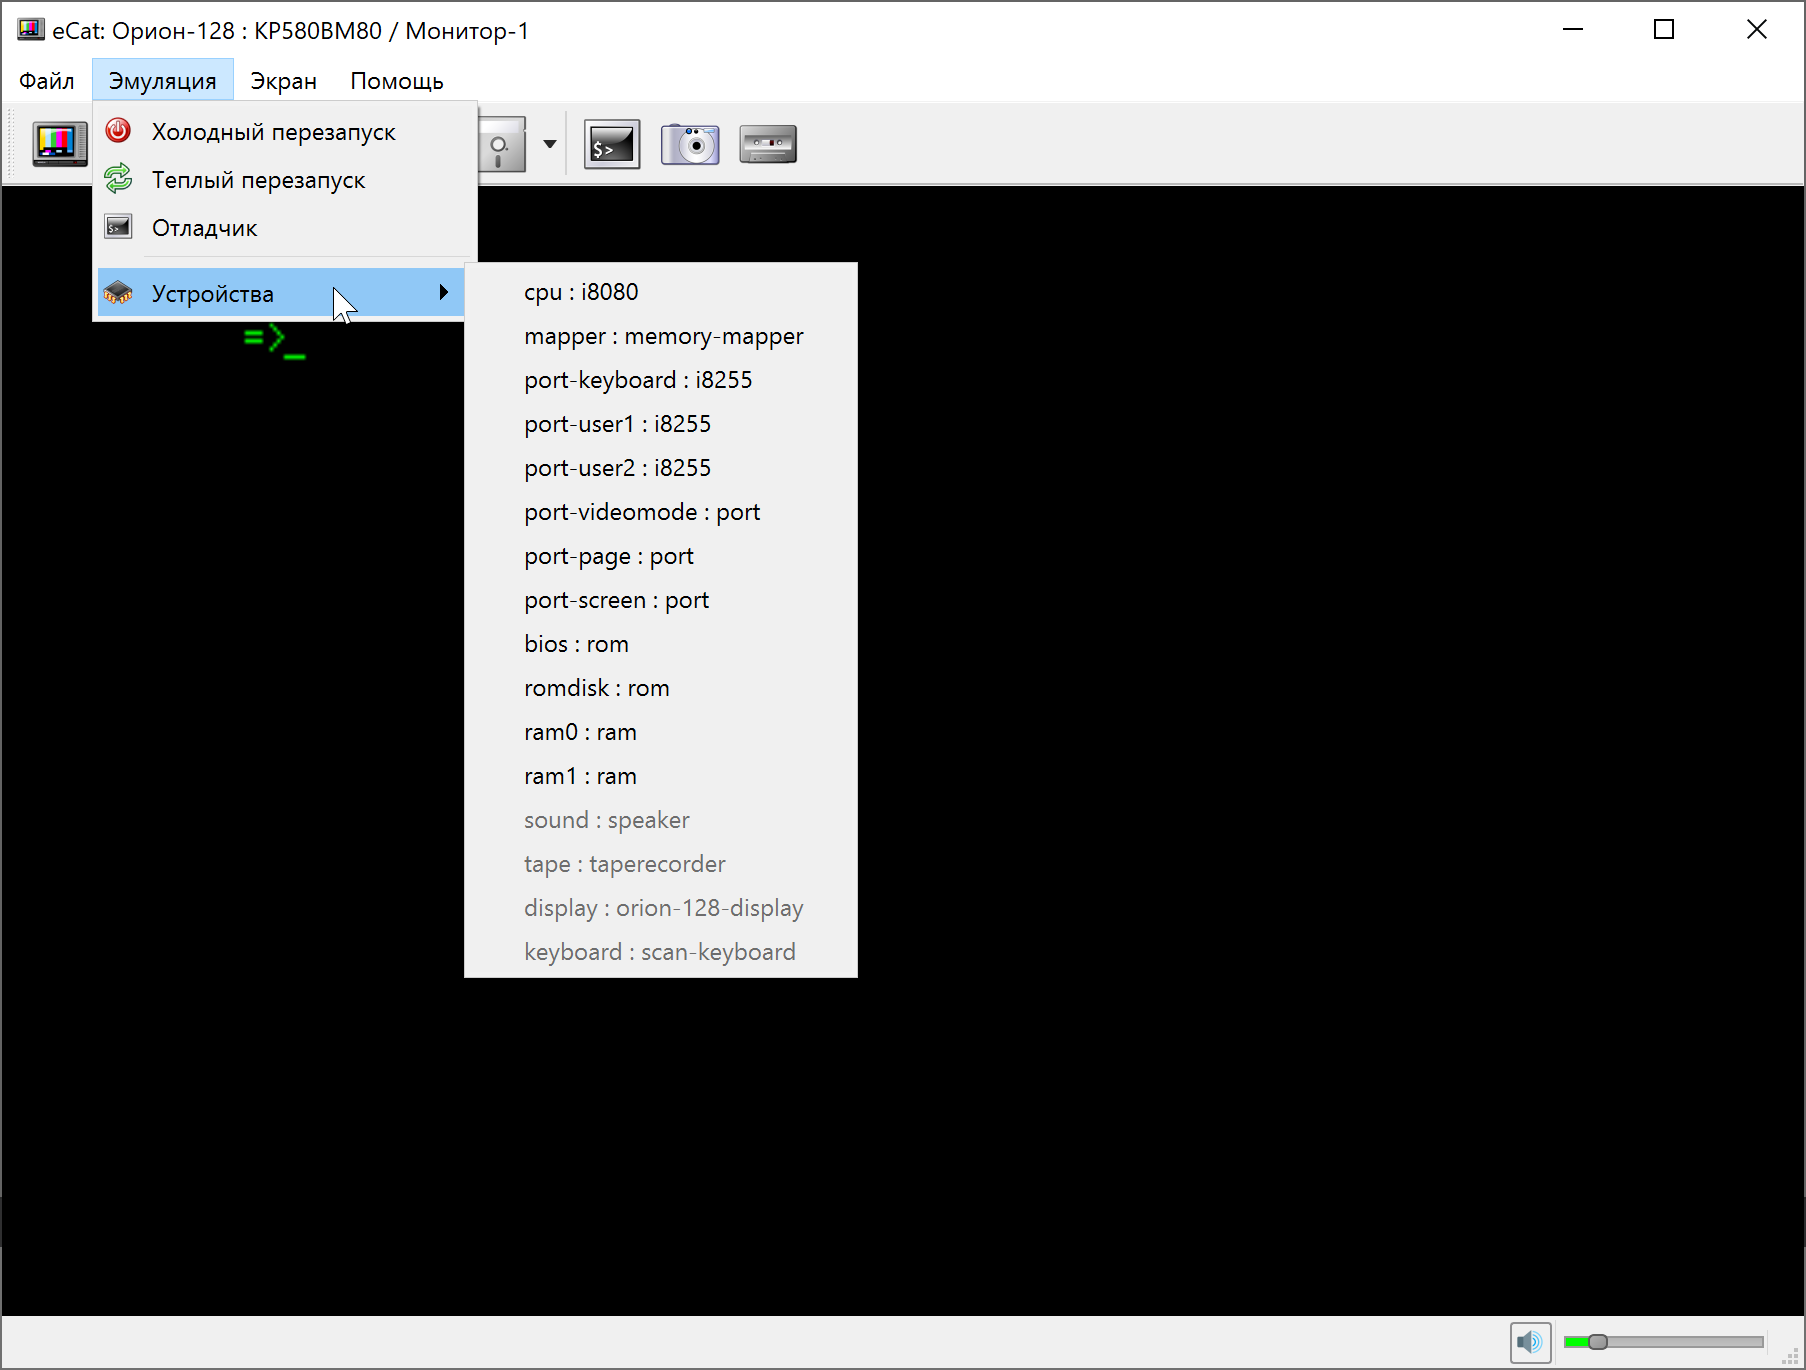 eCat: Орион-128 : КР580ВМ80 / Монитор-1
Файл Эмуляция Экран Помощь
Холодный перезапуск
Теплый перезапуск
Отладчик
Устройства
$>
=>_
cpu : i8080
mapper : memory-mapper
port-keyboard : i8255
port-user1 : i8255
port-user2 : i8255
port-videomode : port
port-page : port
port-screen : port
bios : rom
romdisk : rom
ram0 : ram
ram1 : ram
sound : speaker
tape : taperecorder
display : orion-128-display
keyboard : scan-keyboard